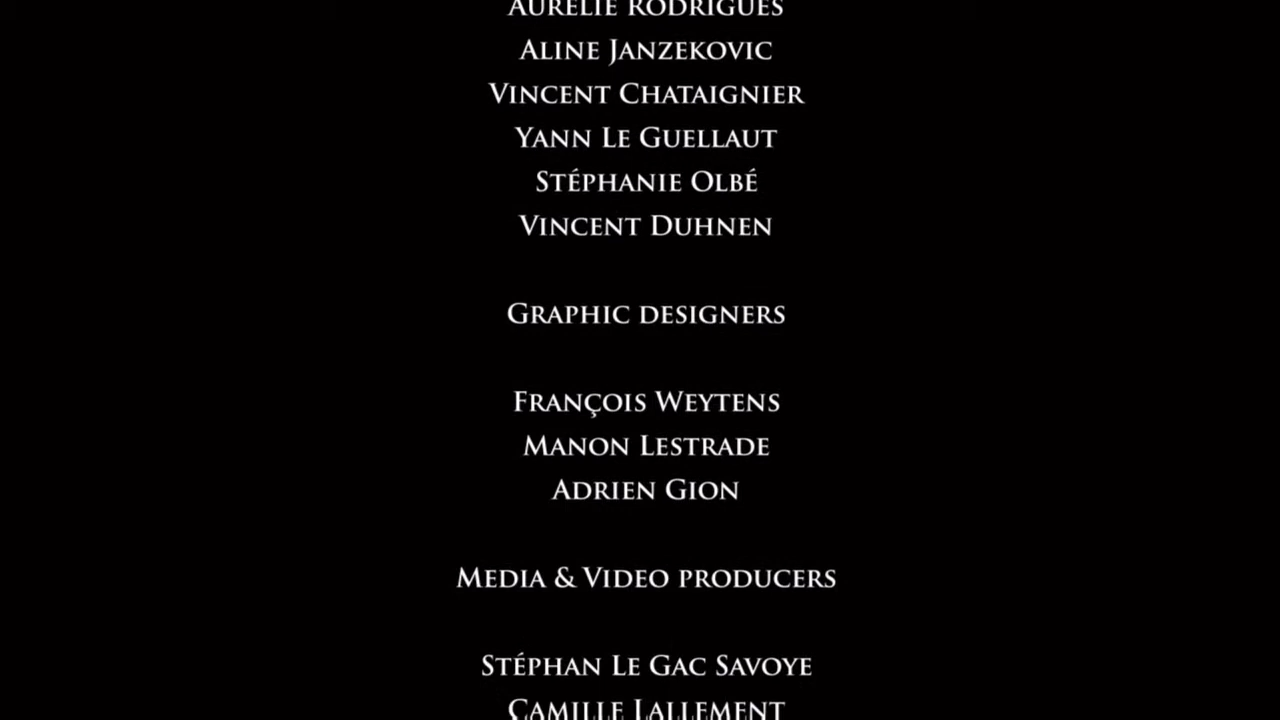 AURÉLIE RODRIGUES
ALINE JANZEKOVIC
VINCENT CHATAIGNIER
YANN LE GUELLAUT
STÉPHANIE OLBÉ
VINCENT DUHNEN
GRAPHIC DESIGNERS
FRANÇOIS WEYTENS
MANON LESTRADE
ADRIEN GION
MEDIA & VIDEO PRODUCERS
STÉPHAN LE GAC SAVOYE
CAMILLE LALLEMENT